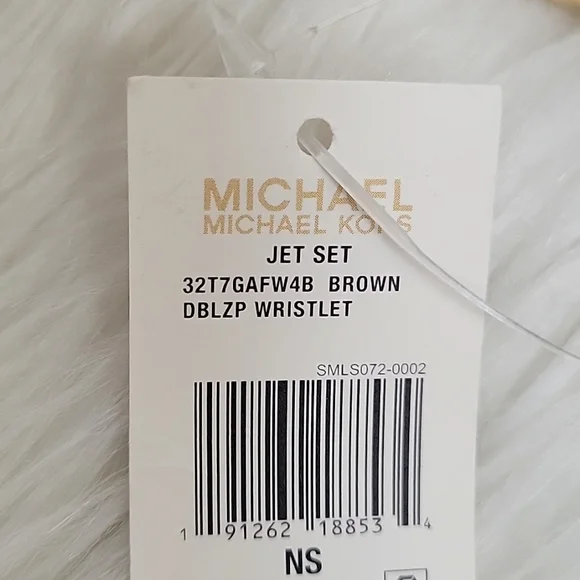 MICHAEL
MICHAEL KORS
JET SET
32T7GAFW4B BROWN
DBLZP WRISTLET
SMLS072-0002
1 91262 18853 4
NS